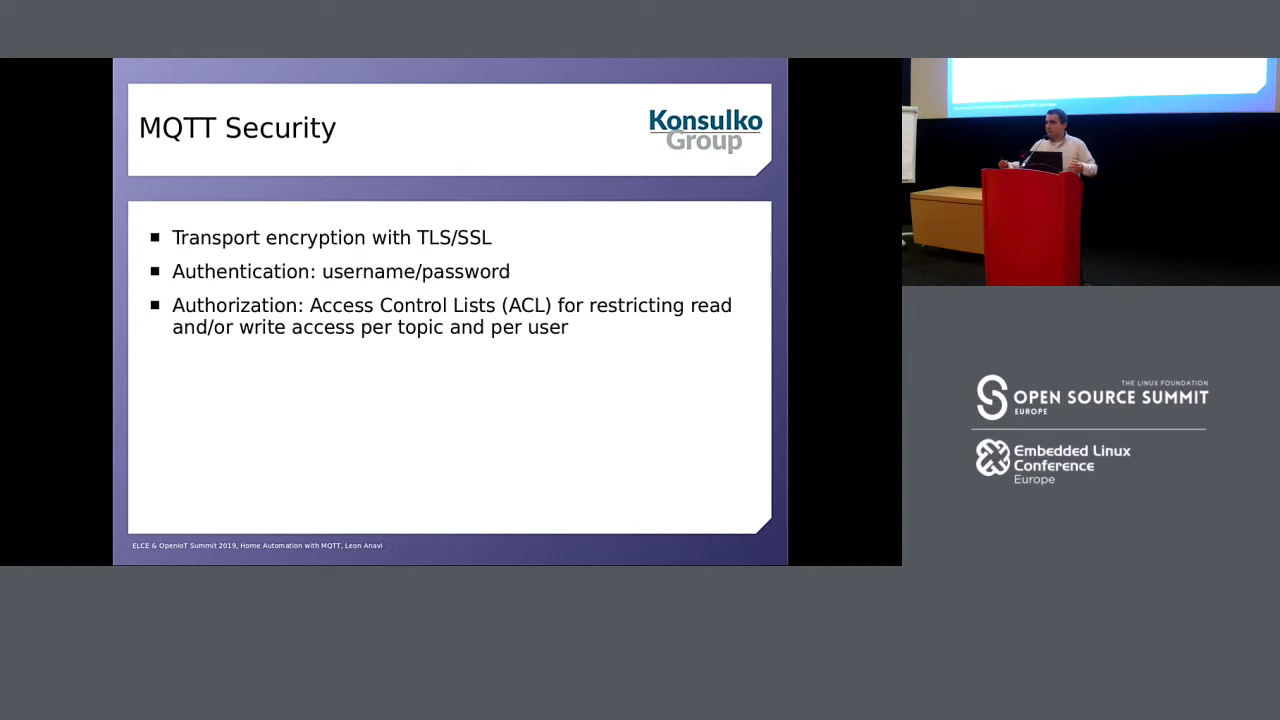 MQTT Security
Konsulko
Group
Transport encryption with TLS/SSL
Authentication: username/password
Authorization: Access Control Lists (ACL) for restricting read
and/or write access per topic and per user
ELCE & OpenIoT Summit 2019, Home Automation with MQTT, Leon Anavi
THE LINUX FOUNDATION
OPEN SOURCE SUMMIT
EUROPE
Embedded Linux
Conference
Europe